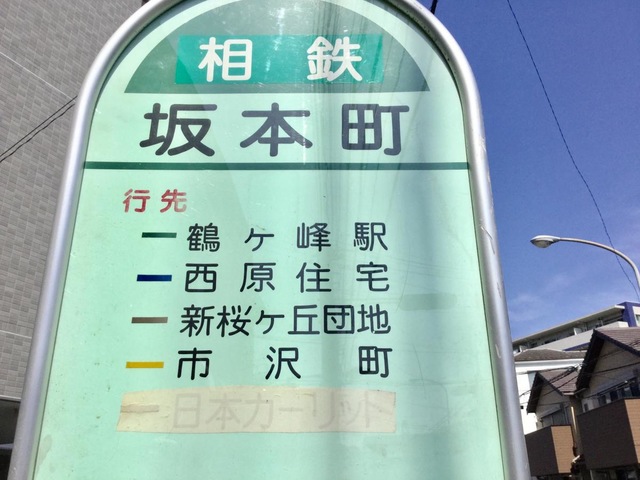 相鉄
坂本町
行先
鶴ヶ峰駅
西原住宅
新桜ヶ丘団地
市沢町
日本カーリット